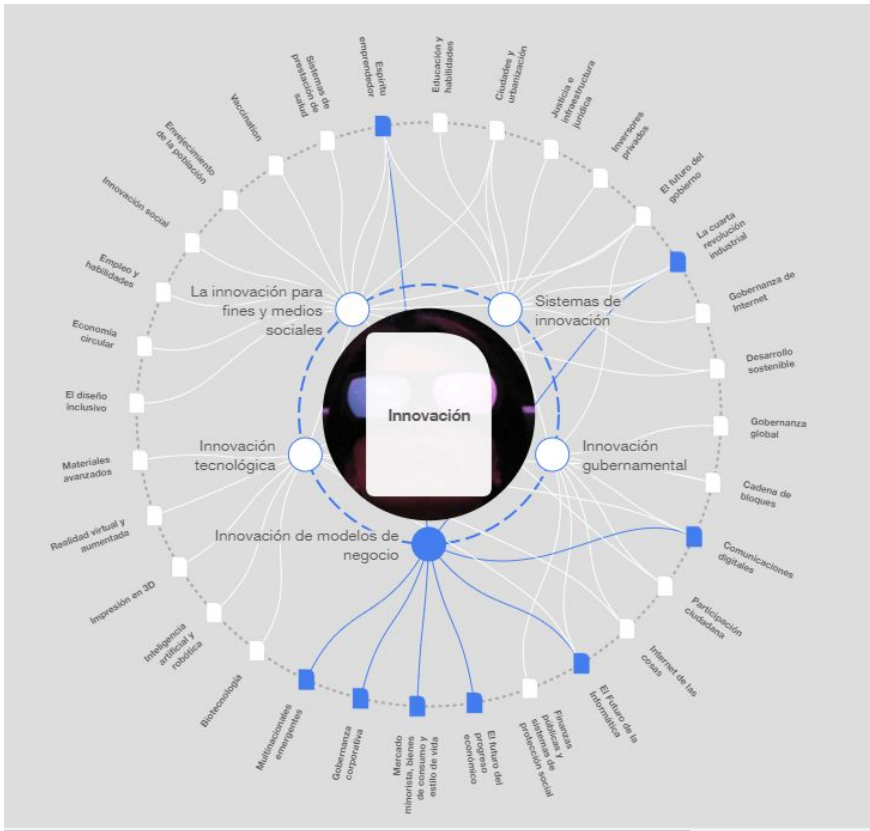 Espíritu
emprendedor
Educación y
habilidades
Ciudades y
urbanización
Justicia e
infraestructura
jurídica
Inversores
privados
El futuro del
gobierno
La cuarta
revolución
industrial
Gobernanza de
Internet
Desarrollo
sostenible
Gobernanza
global
Cadena de
bloques
Comunicaciones
digitales
Participación
ciudadana
Internet de las
cosas
El Futuro de la
Informática
Finanzas
públicas y
sistemas de
protección social
El futuro del
progreso
económico
Mercado
minorista, bienes
de consumo y
estilo de vida
Gobernanza
corporativa
Multinacionales
emergentes
Biotecnología
Inteligencia
artificial y
robótica
Impresión en 3D
Realidad virtual y
aumentada
Materiales
avanzados
El diseño
inclusivo
Economía
circular
Empleo y
habilidades
Innovación social
Envejecimiento
de la población
Vaccination
Sistemas de
prestación de
salud
La innovación para
fines y medios
sociales
Sistemas de
innovación
Innovación
Innovación
tecnológica
Innovación
gubernamental
Innovación de modelos de
negocio